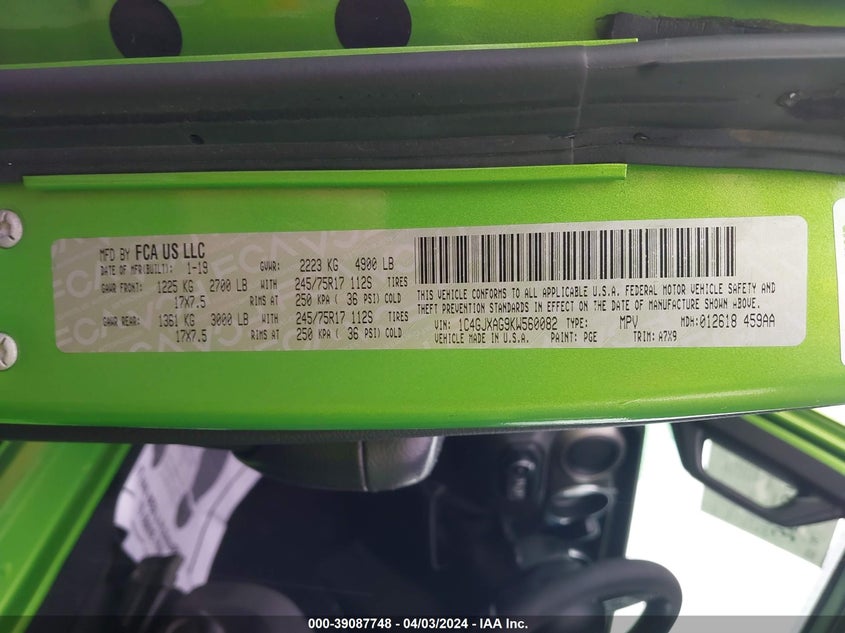 MFD BY FCA US LLC
DATE OF MFR(BUILT): 1-19 GVWR: 2223 KG 4900 LB
GAWR FRONT: 1225 KG 2700 LB WITH 245/75R17 112S TIRES
17X7.5 RIMS AT 250 KPA ( 36 PSI) COLD
GAWR REAR: 1361 KG 3000 LB WITH 245/75R17 112S TIRES
17X7.5 RIMS AT 250 KPA ( 36 PSI) COLD
THIS VEHICLE CONFORMS TO ALL APPLICABLE U.S.A. FEDERAL MOTOR VEHICLE SAFETY AND
THEFT PREVENTION STANDARDS IN EFFECT ON THE DATE OF MANUFACTURE SHOWN ABOVE.
VIN: 1C4GJXAG9KW560082 TYPE: MPV MDH:012618 459AA
VEHICLE MADE IN U.S.A. PAINT: PGE TRIM: A7X9
000-39087748 - 04/03/2024 - IAA Inc.